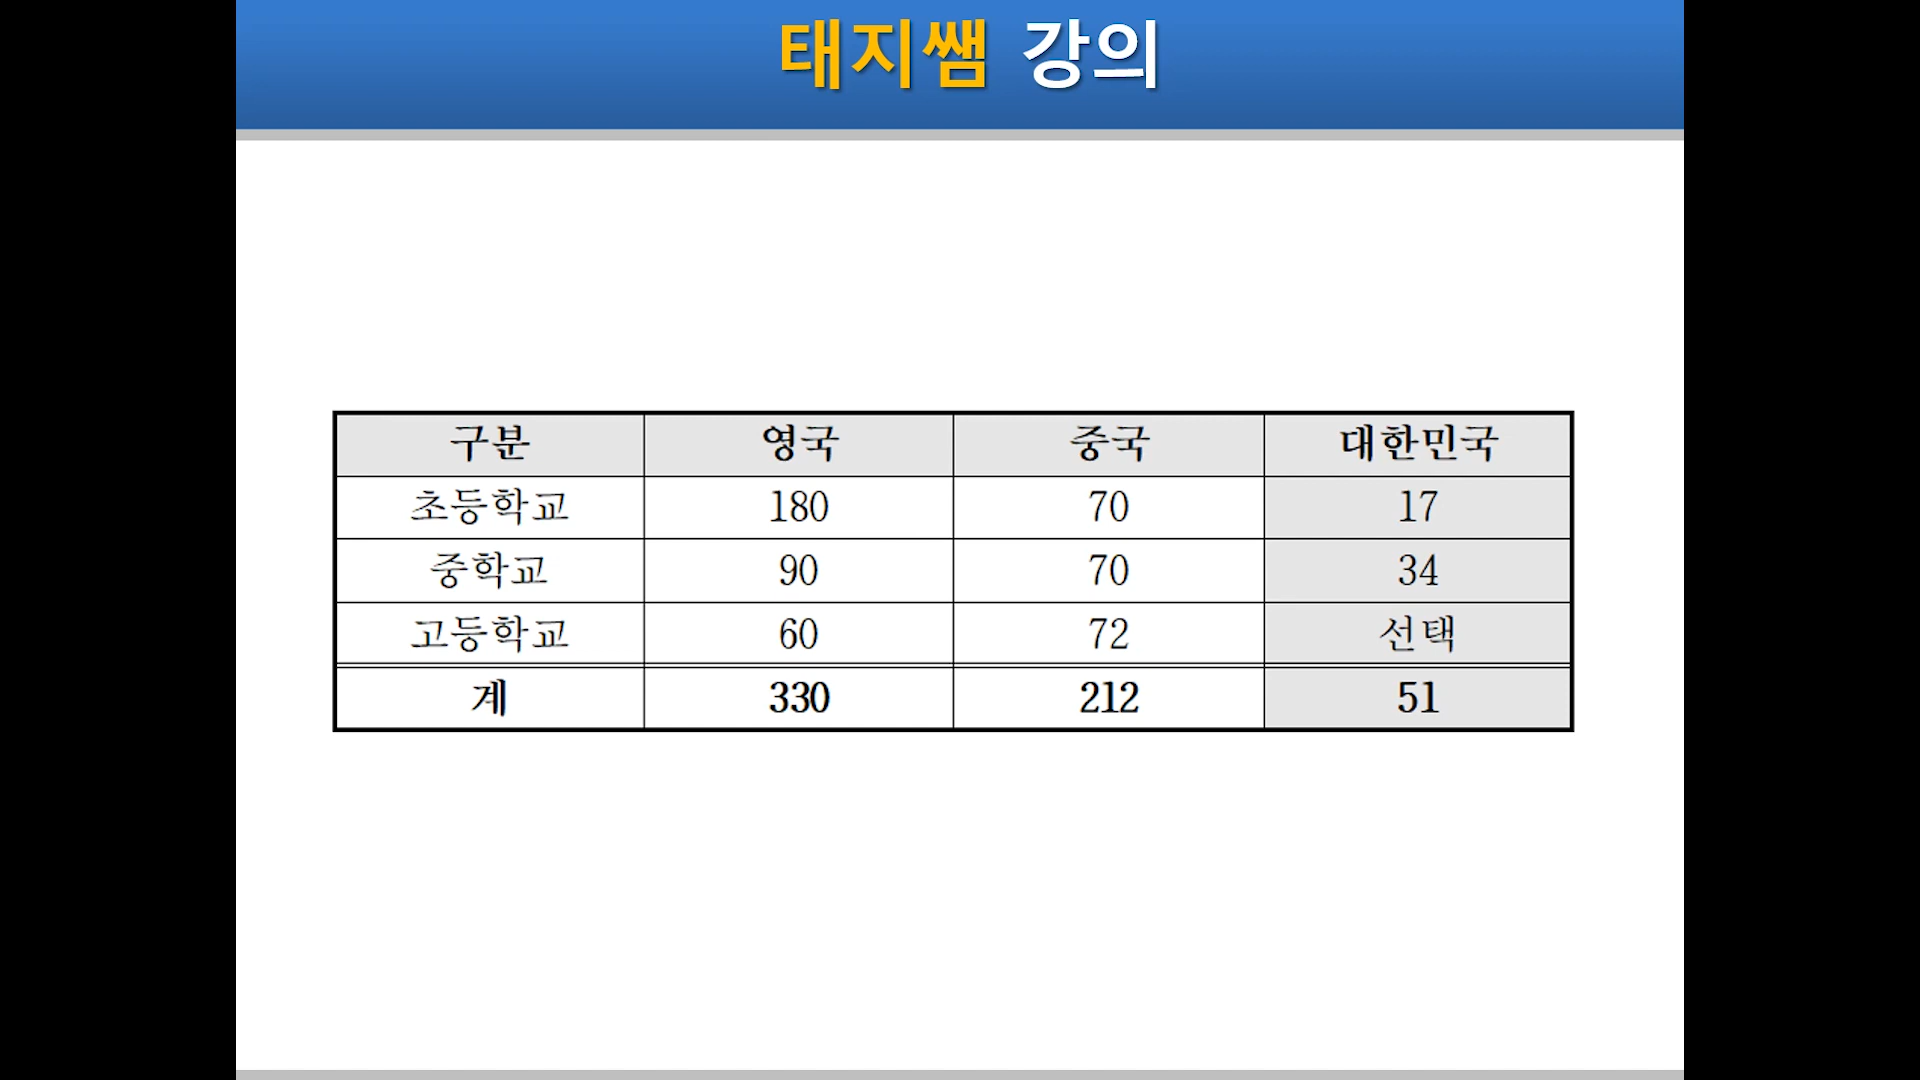 태지쌤 강의
구분 영국 중국 대한민국
초등학교 180 70 17
중학교 90 70 34
고등학교 60 72 선택
계 330 212 51